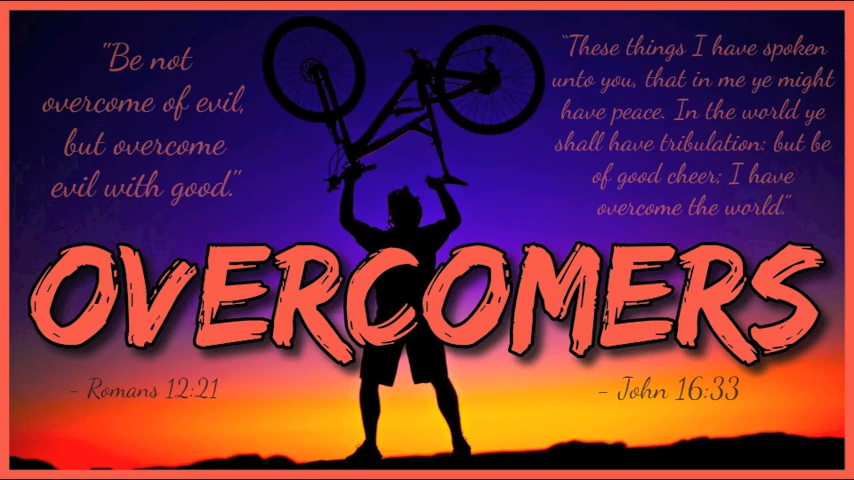 "Be not
overcome of evil,
but overcome
evil with good."
"These things I have spoken
unto you, that in me ye might
have peace. In the world ye
shall have tribulation: but be
of good cheer; I have
overcome the world."
OVERCOMERS
- Romans 12:21
- John 16:33